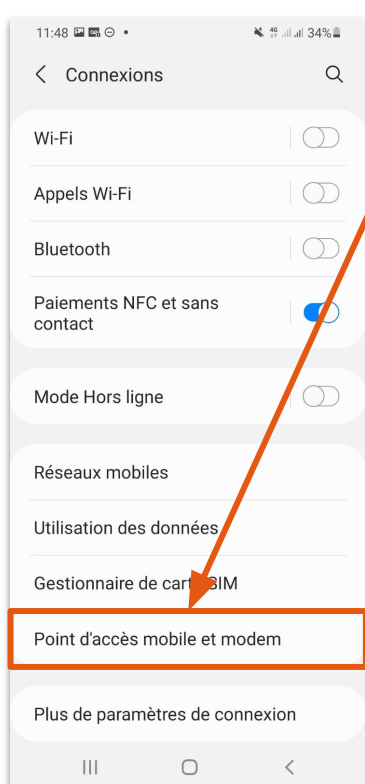 11:48 34%
Connexions
Wi-Fi
Appels Wi-Fi
Bluetooth
Paiements NFC et sans
contact
Mode Hors ligne
Réseaux mobiles
Utilisation des données
Gestionnaire de carte SIM
Point d'accès mobile et modem
Plus de paramètres de connexion